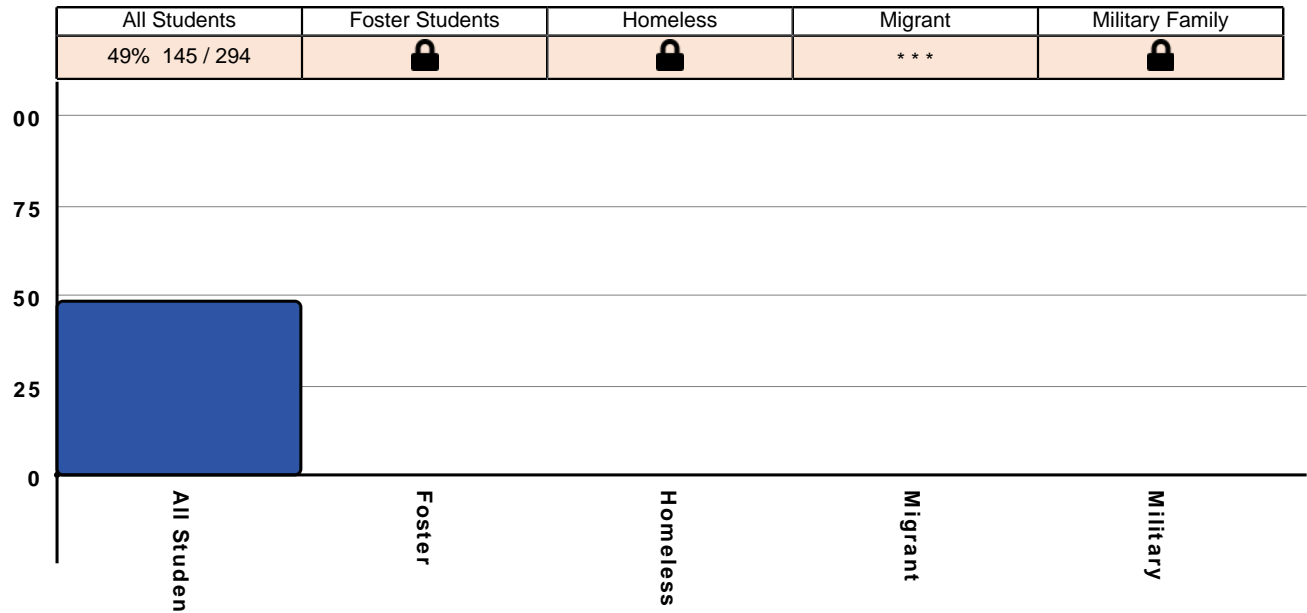 All Students Foster Students Homeless Migrant Military Family
49% 145 / 294 * * *
00
75
50
25
0
All Studen
Foster
Homeless
Migrant
Military